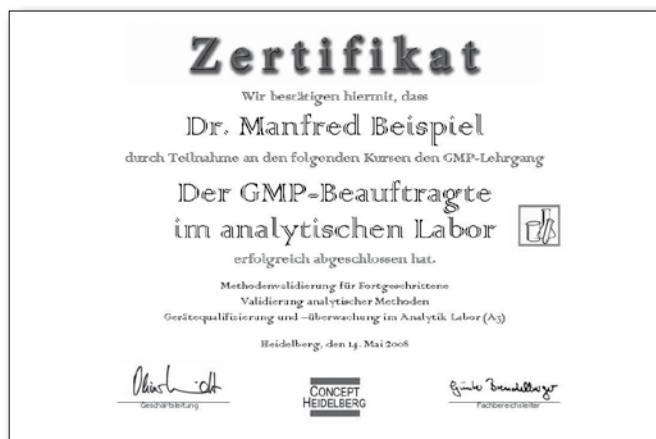 Zertifikat
Wir bestätigen hiermit, dass
Dr. Manfred Beispiel
durch Teilnahme an den folgenden Kursen den GMP-Lehrgang
Der GMP-Beauftragte
im analytischen Labor
erfolgreich abgeschlossen hat.
Methodenvalidierung für Fortgeschrittene
Validierung analytischer Methoden
Gerätequalifizierung und –überwachung im Analytik Labor (A3)
Heidelberg, den 14. Mai 2008
Günter Brendelberger
CONCEPT
HEIDELBERG
Geschäftsleitung
Fachbereichsleiter